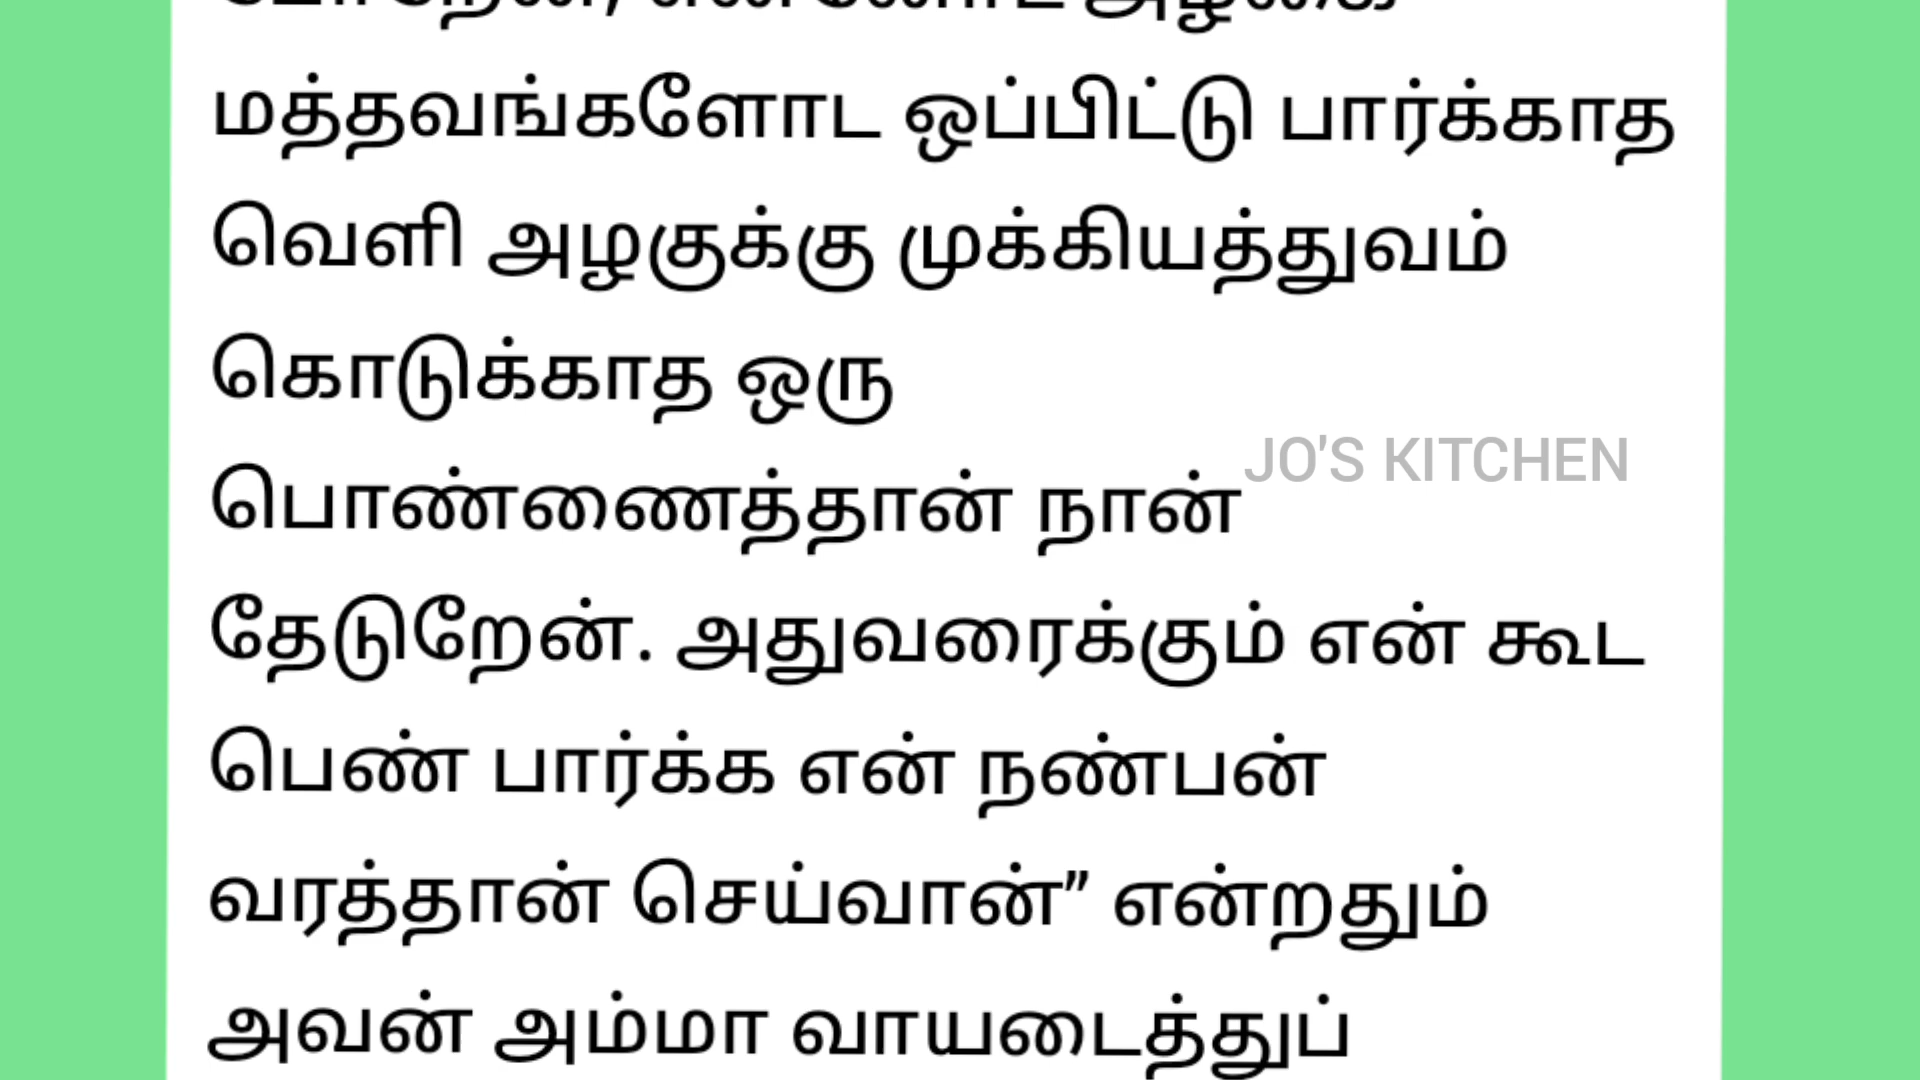 மத்தவங்களோட ஒப்பிட்டு பார்க்காத
வெளி அழகுக்கு முக்கியத்துவம்
கொடுக்காத ஒரு
JO'S KITCHEN
பொண்ணைத்தான் நான்
தேடுறேன். அதுவரைக்கும் என் கூட
பெண் பார்க்க என் நண்பன்
வரத்தான் செய்வான்” என்றதும்
அவன் அம்மா வாயடைத்துப்